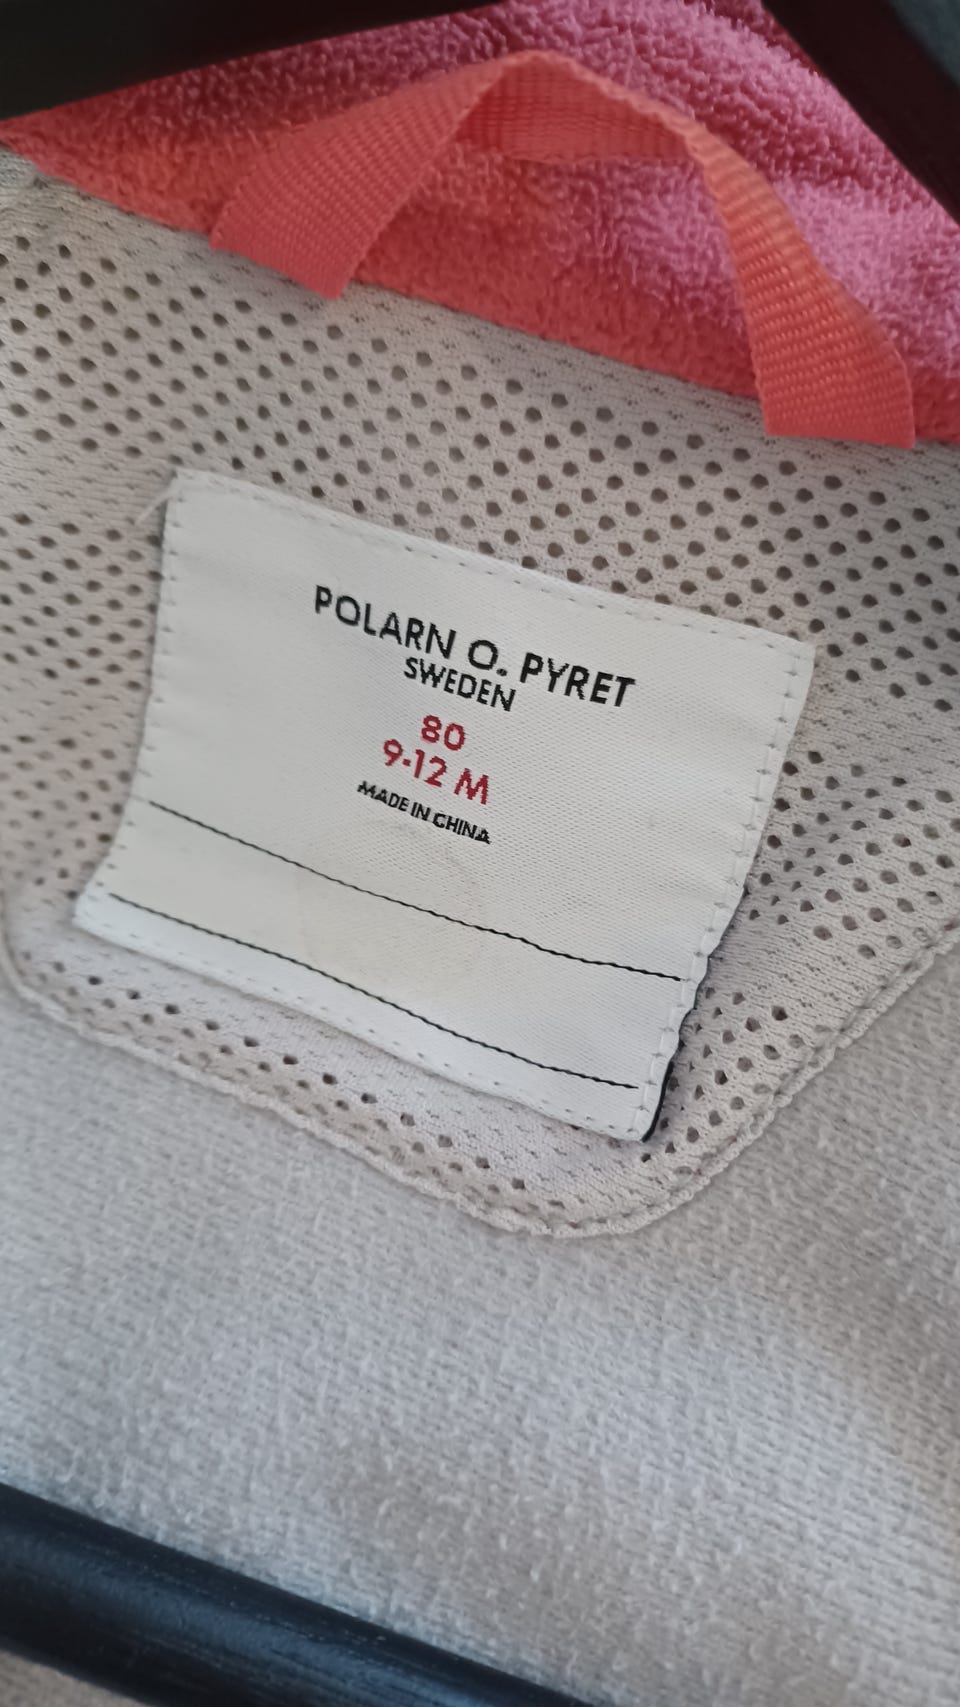 POLARN O. PYRET
SWEDEN
80
9-12 M
MADE IN CHINA